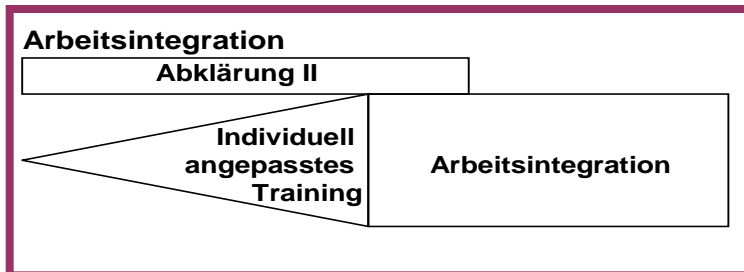 Arbeitsintegration
Abklärung II
Individuell
angepasstes
Training
Arbeitsintegration